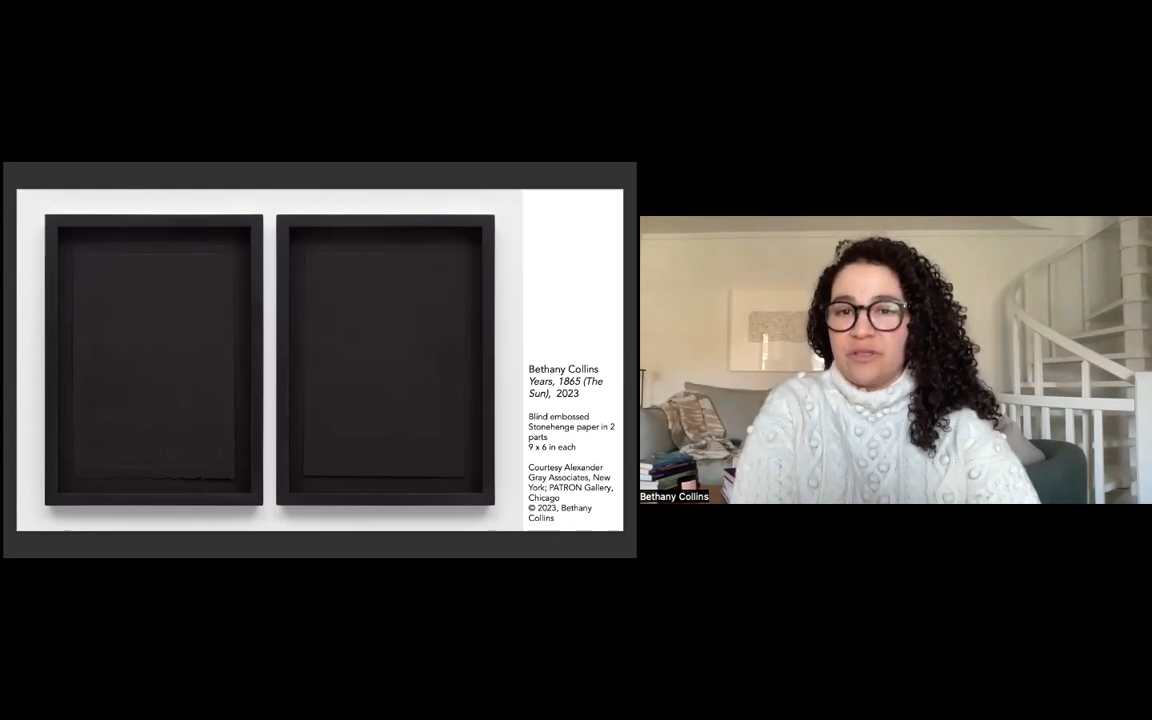 Bethany Collins
Years, 1865 (The
Sun), 2023
Blind embossed
Stonehenge paper in 2
parts
9 x 6 in each
Courtesy Alexander
Gray Associates, New
York; PATRON Gallery,
Chicago
© 2023, Bethany
Collins
Bethany Collins